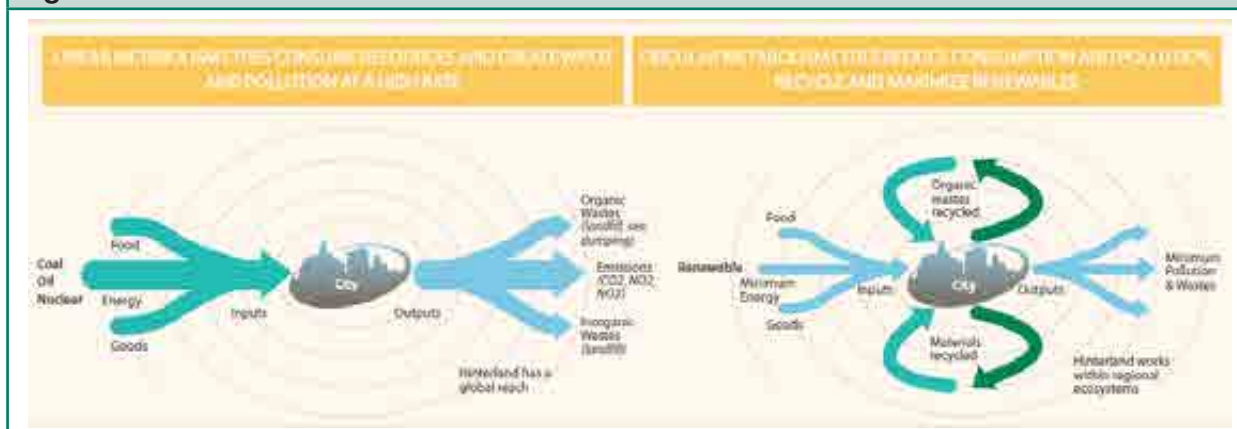 LINEAR METABOLISM CITIES CONSUME RESOURCES AND CREATE WASTE
AND POLLUTION AT A HIGH RATE
CIRCULAR METABOLISM CITIES REDUCE CONSUMPTION AND POLLUTION,
RECYCLE AND MAXIMIZE RENEWABLES
Coal
Oil
Nuclear
Food
Energy
Goods
Inputs
City
Outputs
Organic
Wastes
(landfill, sea
dumping)
Emissions
(CO2, NO2,
NO2)
Inorganic
Wastes
(landfill)
Hinterland has a
global reach
Renewable
Food
Minimum
Energy
Goods
Inputs
Organic
wastes
recycled
City
Materials
recycled
Outputs
Minimum
Pollution
& Wastes
Hinterland works
within regional
ecosystems